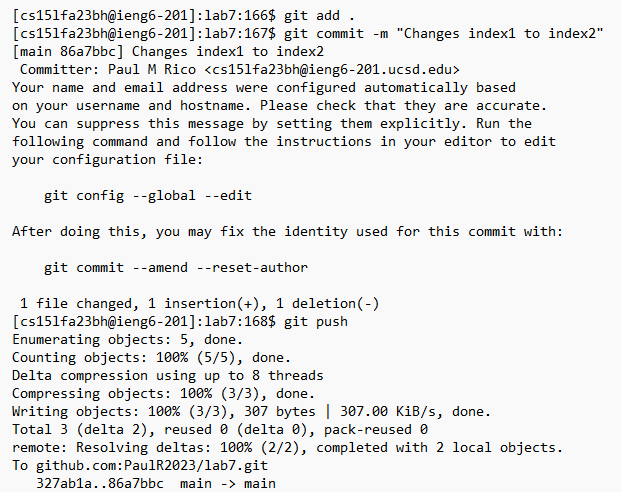 [cs15lfa23bh@ieng6-201]:lab7:166$ git add .
[cs15lfa23bh@ieng6-201]:lab7:167$ git commit -m "Changes index1 to index2"
[main 86a7bbc] Changes index1 to index2
 Committer: Paul M Rico <cs15lfa23bh@ieng6-201.ucsd.edu>
Your name and email address were configured automatically based
on your username and hostname. Please check that they are accurate.
You can suppress this message by setting them explicitly. Run the
following command and follow the instructions in your editor to edit
your configuration file:

    git config --global --edit

After doing this, you may fix the identity used for this commit with:

    git commit --amend --reset-author

 1 file changed, 1 insertion(+), 1 deletion(-)
[cs15lfa23bh@ieng6-201]:lab7:168$ git push
Enumerating objects: 5, done.
Counting objects: 100% (5/5), done.
Delta compression using up to 8 threads
Compressing objects: 100% (3/3), done.
Writing objects: 100% (3/3), 307 bytes | 307.00 KiB/s, done.
Total 3 (delta 2), reused 0 (delta 0), pack-reused 0
remote: Resolving deltas: 100% (2/2), completed with 2 local objects.
To github.com:PaulR2023/lab7.git
   327ab1a..86a7bbc  main -> main